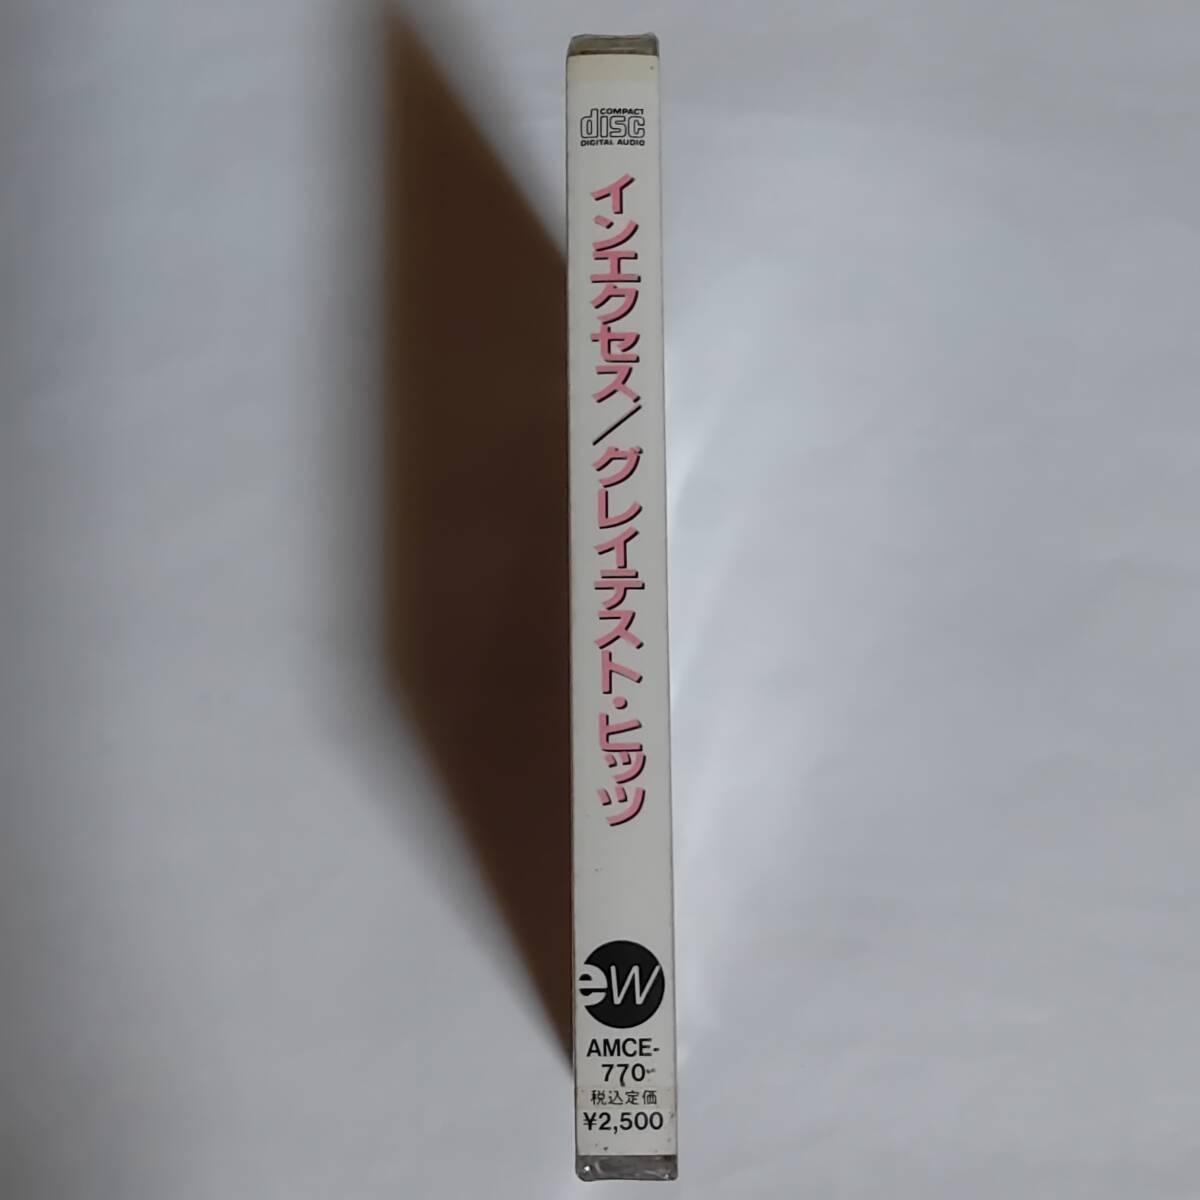 COMPACT
disc
DIGITAL AUDIO
インエクセス/グレイテスト・ヒッツ
ew
AMCE-
770
税込定価
¥2,500